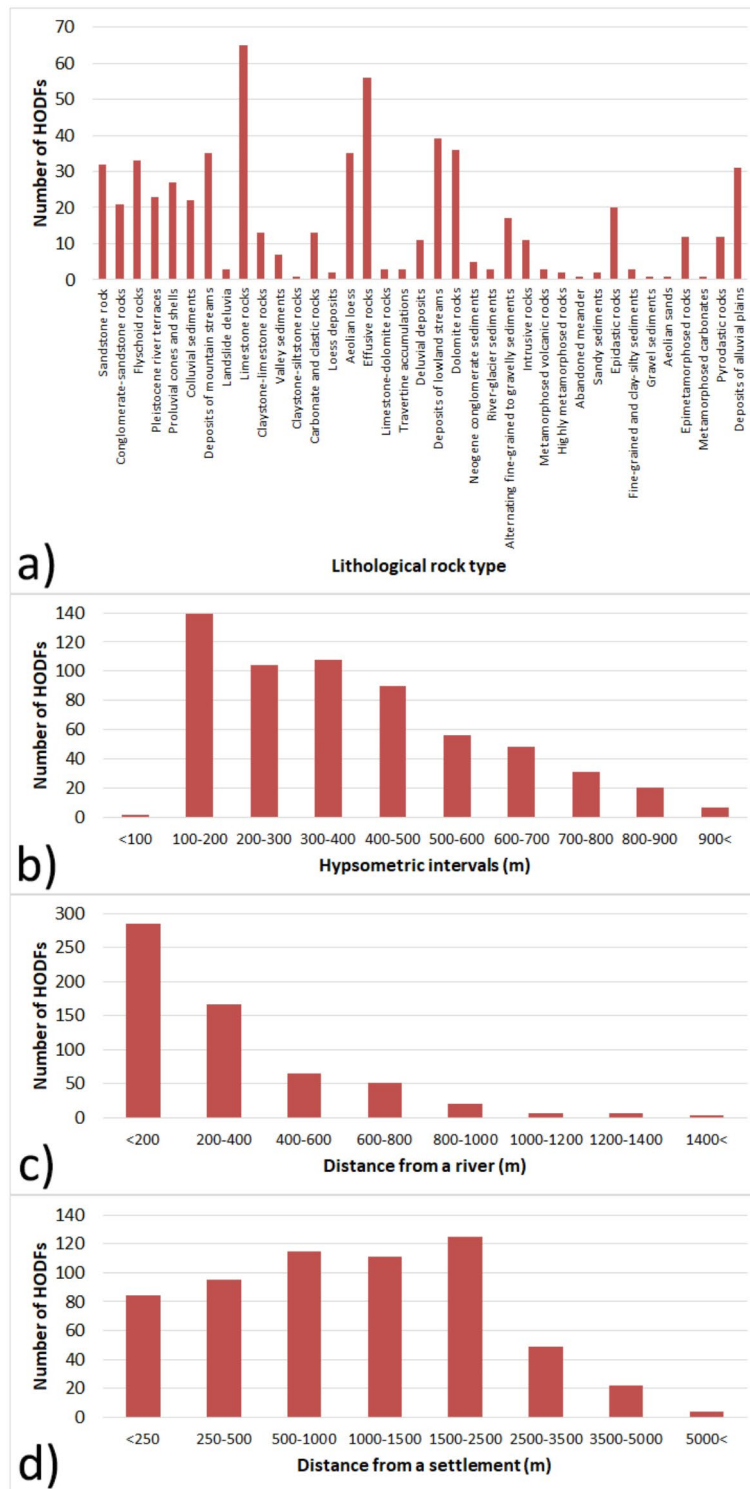 70
60
50
40
30
20
10
0
Number of HODFs
Sandstone rock
Conglomerate-sandstone rocks
Flyschoid rocks
Pleistocene river terraces
Proluvial cones and shells
Colluvial sediments
Deposits of mountain streams
Landslide deluvia
Limestone rocks
Claystone-limestone rocks
Valley sediments
Claystone-siltstone rocks
Carbonate and clastic rocks
Loess deposits
Aeolian loess
Effusive rocks
Limestone-dolomite rocks
Travertine accumulations
Deluvial deposits
Deposits of lowland streams
Dolomite rocks
Neogene conglomerate sediments
River-glacier sediments
Alternating fine-grained to gravelly sediments
Intrusive rocks
Metamorphosed volcanic rocks
Highly metamorphosed rocks
Abandoned meander
Sandy sediments
Epidastic rocks
Fine-grained and clay-silty sediments
Gravel sediments
Aeolian sands
Epimetamorphosed rocks
Metamorphosed carbonates
Pyrodastic rocks
Deposits of alluvial plains
a)
Lithological rock type
140
120
100
80
60
40
20
0
Number of HODFs
<100 100-200 200-300 300-400 400-500 500-600 600-700 700-800 800-900 900<
b)
Hypsometric intervals (m)
300
250
200
150
100
50
0
Number of HODFs
<200 200-400 400-600 600-800 800-1000 1000-1200 1200-1400 1400<
c)
Distance from a river (m)
140
120
100
80
60
40
20
0
Number of HODFs
<250 250-500 500-1000 1000-1500 1500-2500 2500-3500 3500-5000 5000<
d)
Distance from a settlement (m)